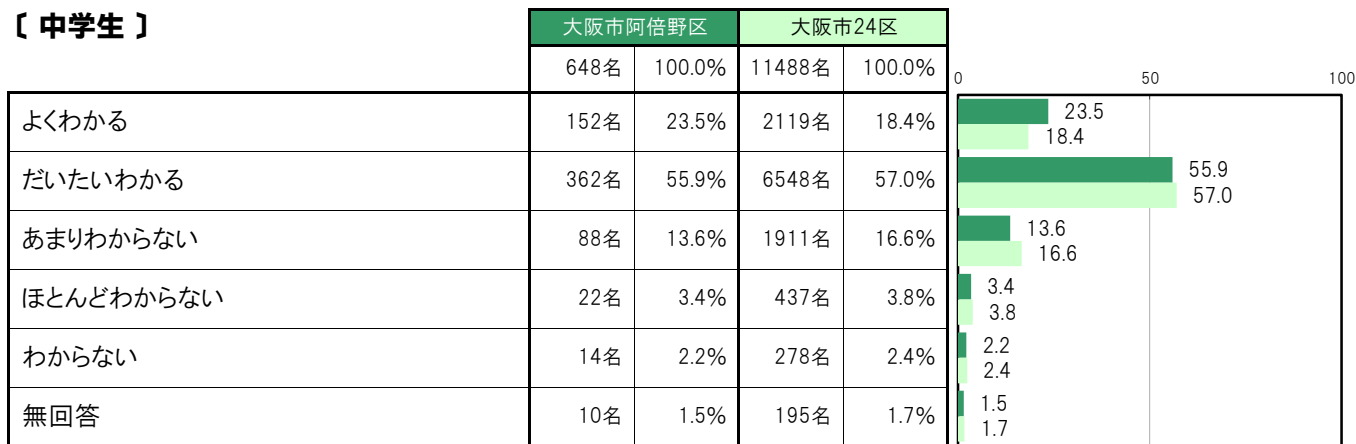 〔 中学生 〕
大阪市阿倍野区 大阪市24区
648名 100.0% 11488名 100.0%
0 50 100
よくわかる 152名 23.5% 2119名 18.4%
23.5
18.4
だいたいわかる 362名 55.9% 6548名 57.0%
55.9
57.0
あまりわからない 88名 13.6% 1911名 16.6%
13.6
16.6
ほとんどわからない 22名 3.4% 437名 3.8%
3.4
3.8
わからない 14名 2.2% 278名 2.4%
2.2
2.4
無回答 10名 1.5% 195名 1.7%
1.5
1.7